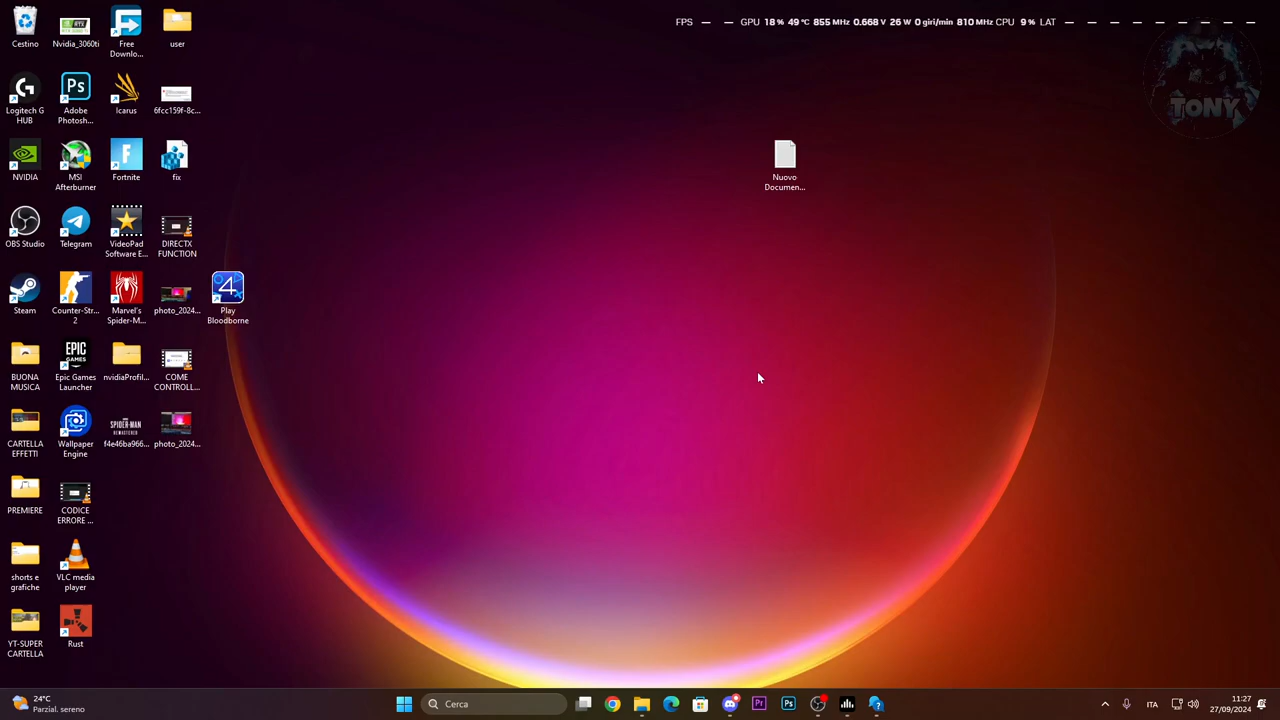 FPS — — GPU 18 % 49 °C 855 MHz 0.668 V 26 W 0 giri/min 810 MHz CPU 9 % LAT — — — — — — — —
TONY
Cestino
Nvidia_3060ti
Free
Downlo...
user
Logitech G
HUB
Adobe
Photosh...
Icarus
6fcc159f-8c...
NVIDIA
MSI
Afterburner
Fortnite
fix
Nuovo
Documen...
OBS Studio
Telegram
VideoPad
Software E...
DIRECTX
FUNCTION
Steam
Counter-Str...
2
Marvel's
Spider-M...
photo_2024...
Play
Bloodborne
BUONA
MUSICA
EPIC
GAMES
Epic Games
Launcher
nvidiaProfil...
COME
CONTROLL...
CARTELLA
EFFETTI
Wallpaper
Engine
SPIDER-MAN
f4e46ba966...
photo_2024...
PREMIERE
CODICE
ERRORE ...
shorts e
grafiche
VLC media
player
YT-SUPER
CARTELLA
Rust
24°C
Parzial. sereno
Cerca
ITA
11:27
27/09/2024